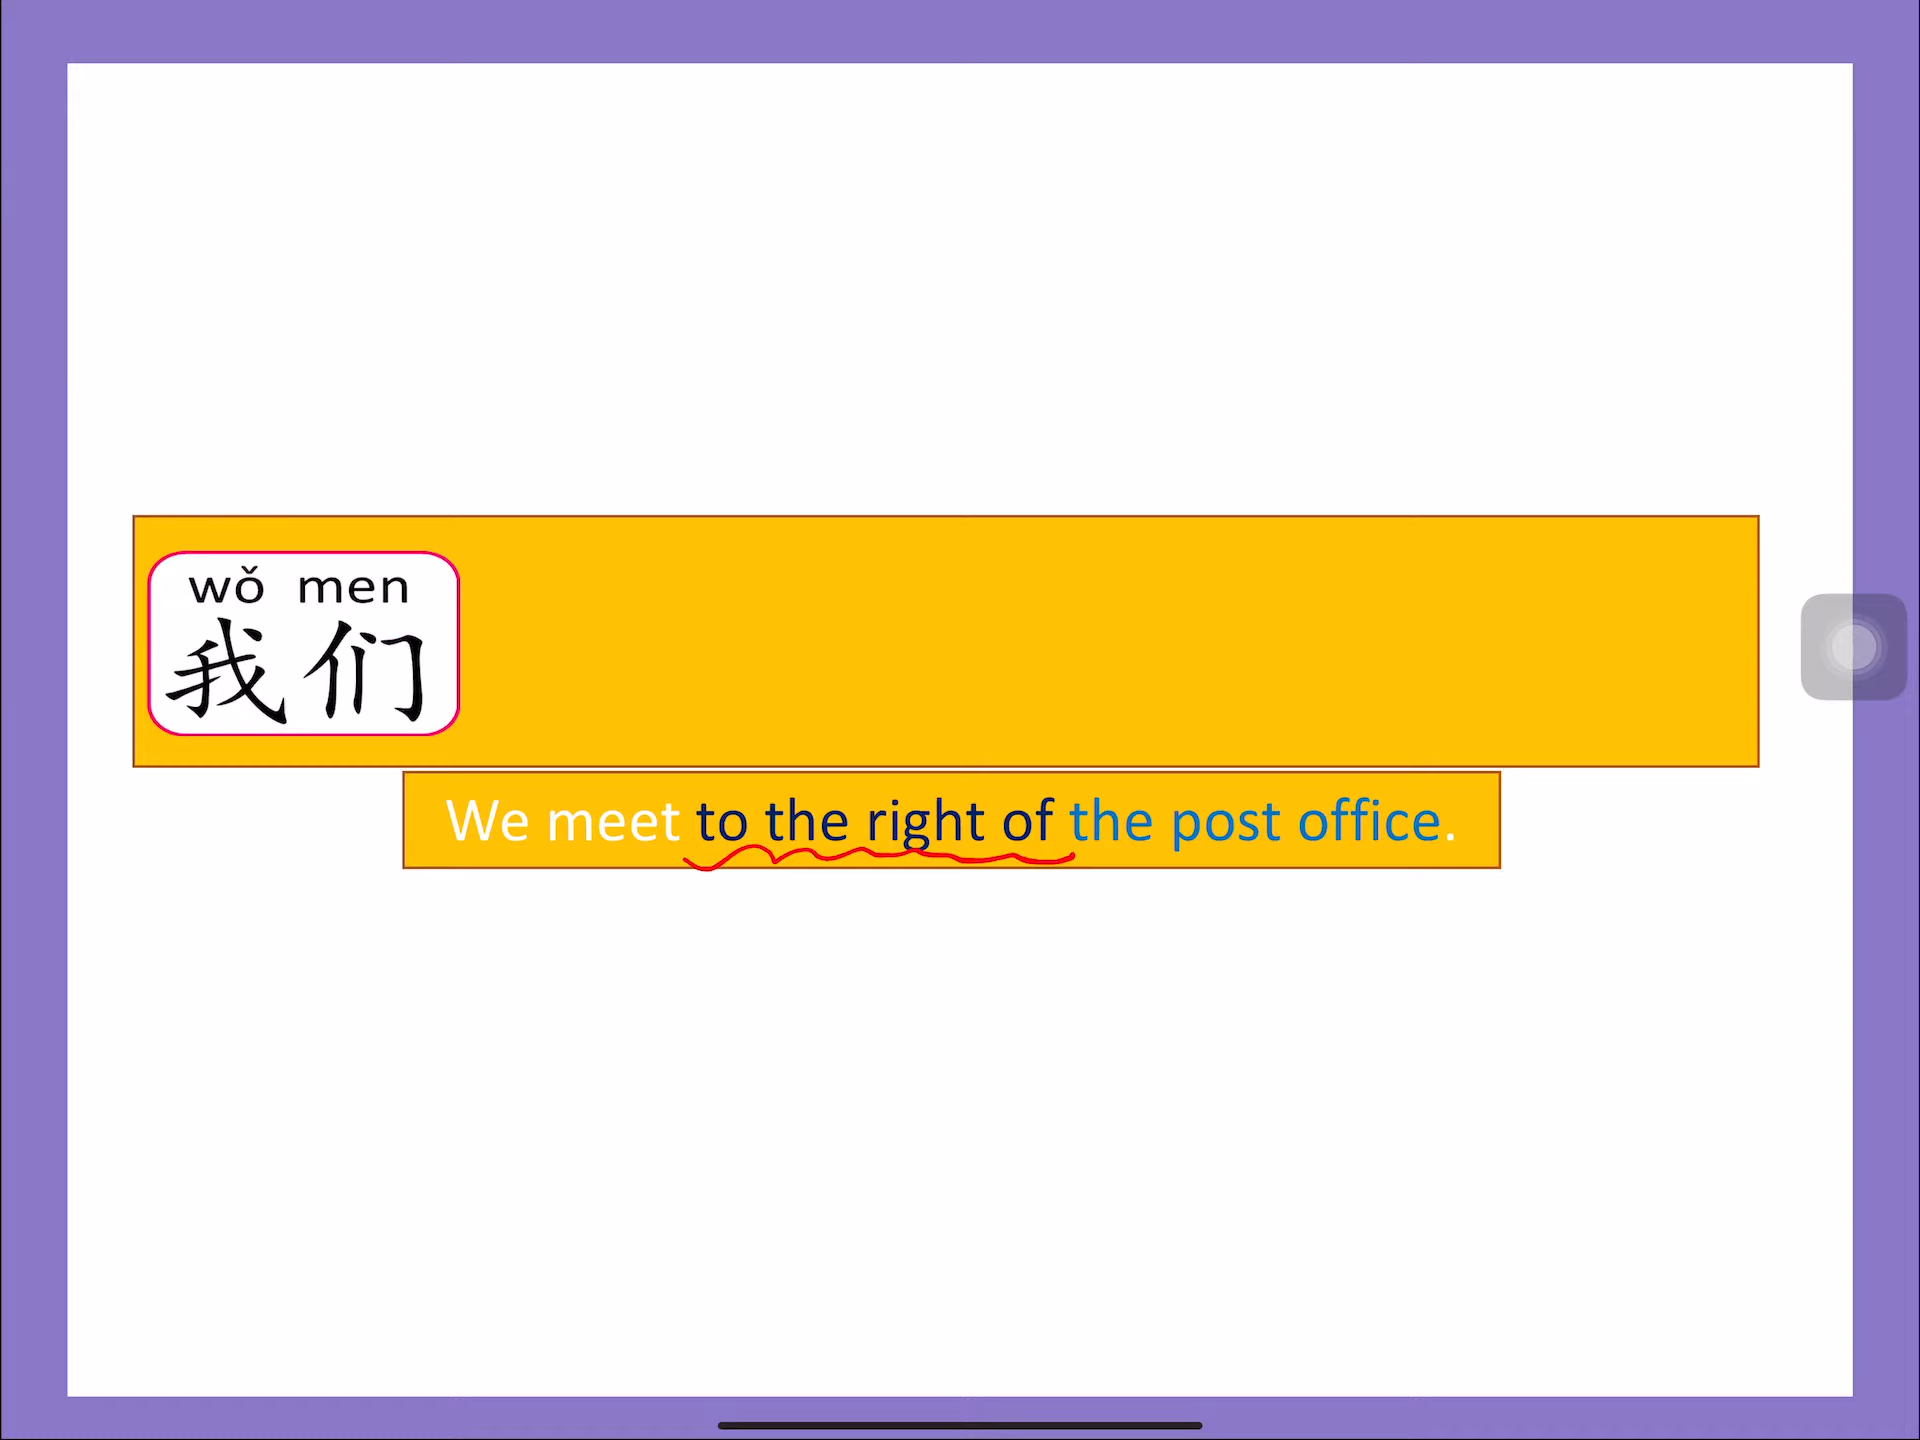 wǒ men
我们
We meet to the right of the post office.